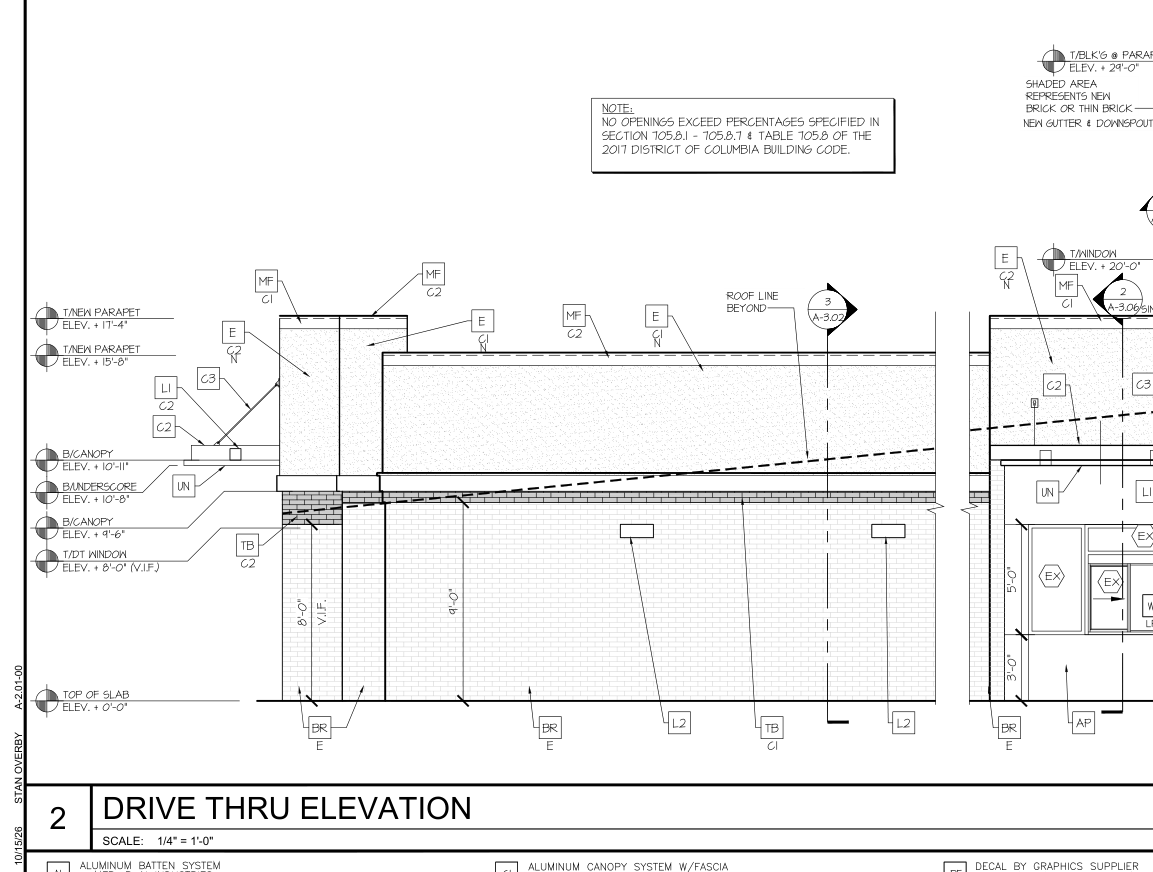 T/BLK'S @ PARAP
ELEV. + 29'-0"
SHADED AREA
REPRESENTS NEW
BRICK OR THIN BRICK
NEW GUTTER & DOWNSPOUT
NOTE:
NO OPENINGS EXCEED PERCENTAGES SPECIFIED IN
SECTION 705.8.1 - 705.8.7 & TABLE 705.8 OF THE
2017 DISTRICT OF COLUMBIA BUILDING CODE.
T/WINDOW
ELEV. + 20'-0"
E
C2
N
MF
C1
2
A-3.06
MF
C1
MF
C2
ROOF LINE
BEYOND
3
A-3.02
T/NEW PARAPET
ELEV. + 17'-4"
E
C2
N
E
C1
N
MF
C2
E
C1
N
T/NEW PARAPET
ELEV. + 15'-8"
C3
L1
C2
C2
C2
C3
B/CANOPY
ELEV. + 10'-11"
B/UNDERSCORE
ELEV. + 10'-8"
UN
UN
L1
B/CANOPY
ELEV. + 9'-6"
T/DT WINDOW
ELEV. + 8'-0" (V.I.F.)
TB
C2
EX
EX
EX
8'-0"
V.I.F.
9'-0"
5'-0"
3'-0"
W
TOP OF SLAB
ELEV. + 0'-0"
BR
E
BR
E
L2
TB
C1
L2
BR
E
AP
10/15/26 STAN OVERBY A-2.01-00
2
DRIVE THRU ELEVATION
SCALE: 1/4" = 1'-0"
ALUMINUM BATTEN SYSTEM
ALUMINUM CANOPY SYSTEM W/FASCIA
DECAL BY GRAPHICS SUPPLIER